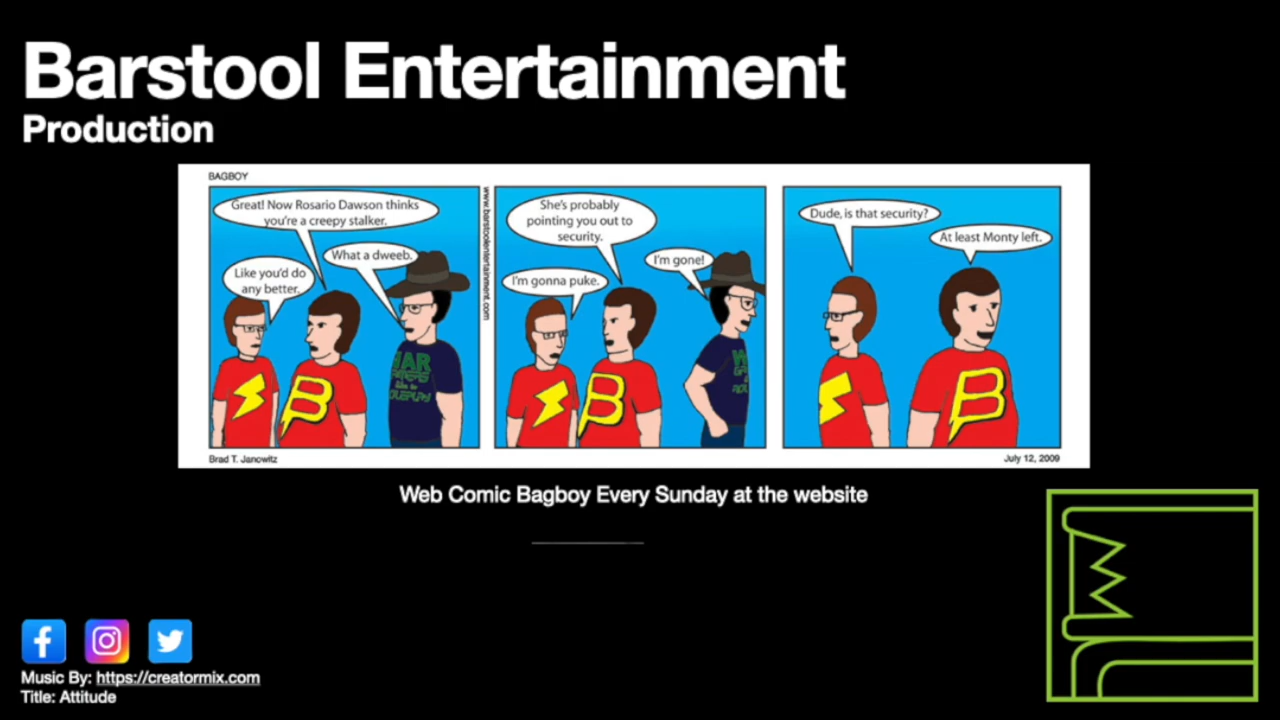 Barstool Entertainment
Production
BAGBOY
Great! Now Rosario Dawson thinks
you're a creepy stalker.
Like you'd do
any better.
What a dweeb.
www.barstoolentertainment.com
She's probably
pointing you out to
security.
I'm gonna puke.
I'm gone!
Dude, is that security?
At least Monty left.
B
B
B
Brad T. Janowitz
July 12, 2009
Web Comic Bagboy Every Sunday at the website
Music By: https://creatormix.com
Title: Attitude